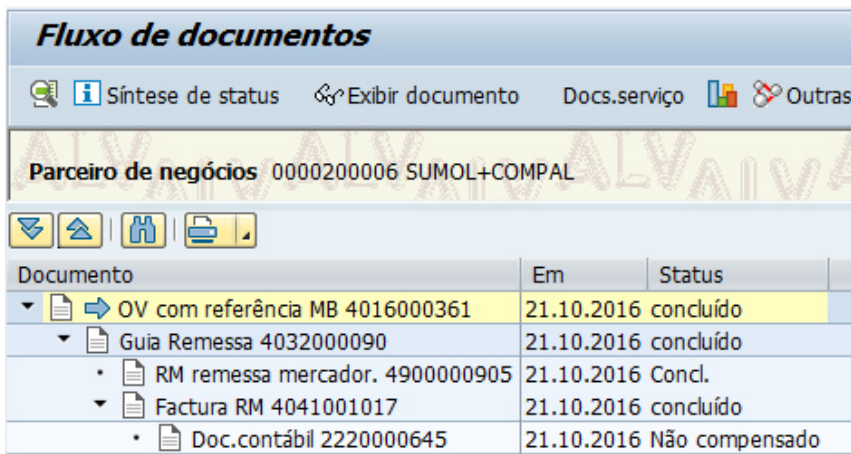 Fluxo de documentos
Síntese de status Exibir documento Docs.serviço Outras
Parceiro de negócios 0000200006 SUMOL+COMPAL
Documento Em Status
OV com referência MB 4016000361 21.10.2016 concluído
Guia Remessa 4032000090 21.10.2016 concluído
RM remessa mercador. 4900000905 21.10.2016 Concl.
Factura RM 4041001017 21.10.2016 concluído
Doc.contábil 2220000645 21.10.2016 Não compensado